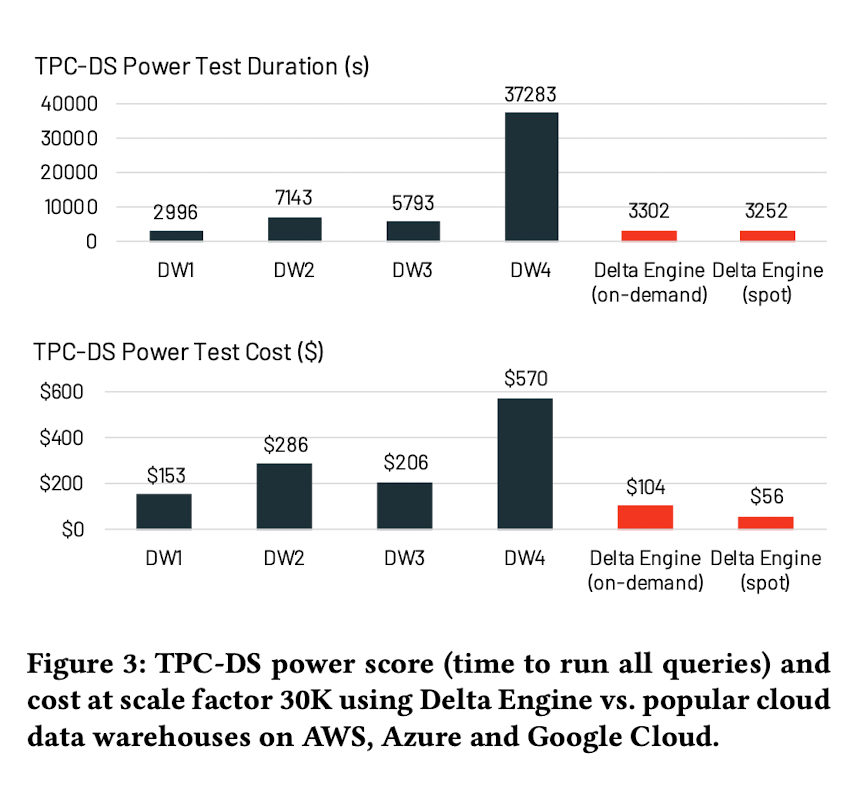 TPC-DS Power Test Duration (s)
40000
30000
20000
10000
0
2996
7143
5793
37283
3302
3252
DW1
DW2
DW3
DW4
Delta Engine
(on-demand)
Delta Engine
(spot)
TPC-DS Power Test Cost ($)
$600
$400
$200
$0
$153
$286
$206
$570
$104
$56
DW1
DW2
DW3
DW4
Delta Engine
(on-demand)
Delta Engine
(spot)
Figure 3: TPC-DS power score (time to run all queries) and
cost at scale factor 30K using Delta Engine vs. popular cloud
data warehouses on AWS, Azure and Google Cloud.